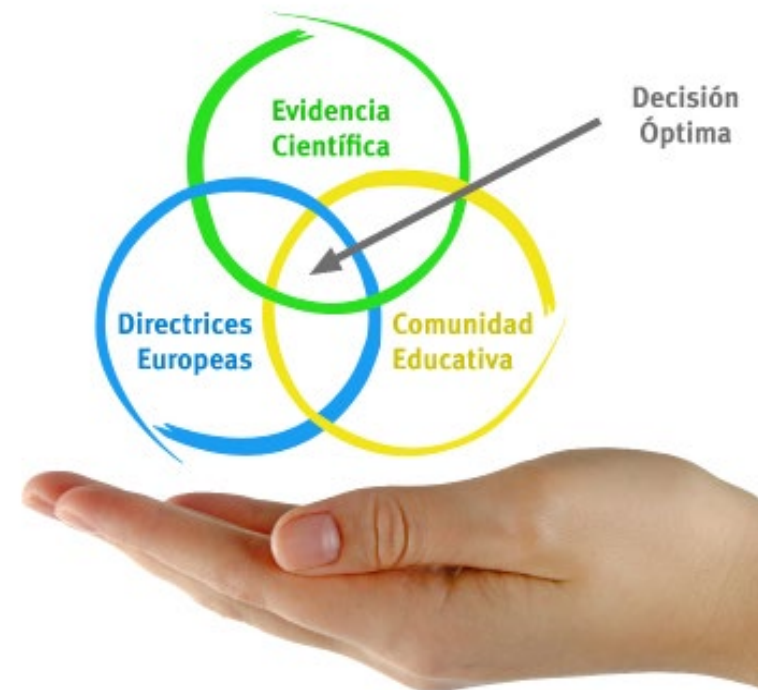 Evidencia
Científica
Decisión
Óptima
Directrices
Europeas
Comunidad
Educativa